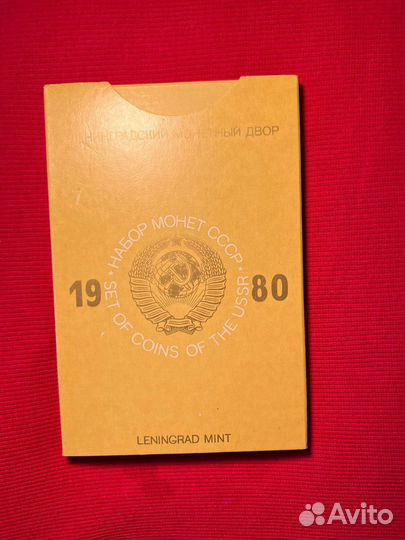 ЛЕНИНГРАДСКИЙ МОНЕТНЫЙ ДВОР
• НАБОР МОНЕТ СССР •
19 80
SET OF COINS OF THE USSR
LENINGRAD MINT
Avito